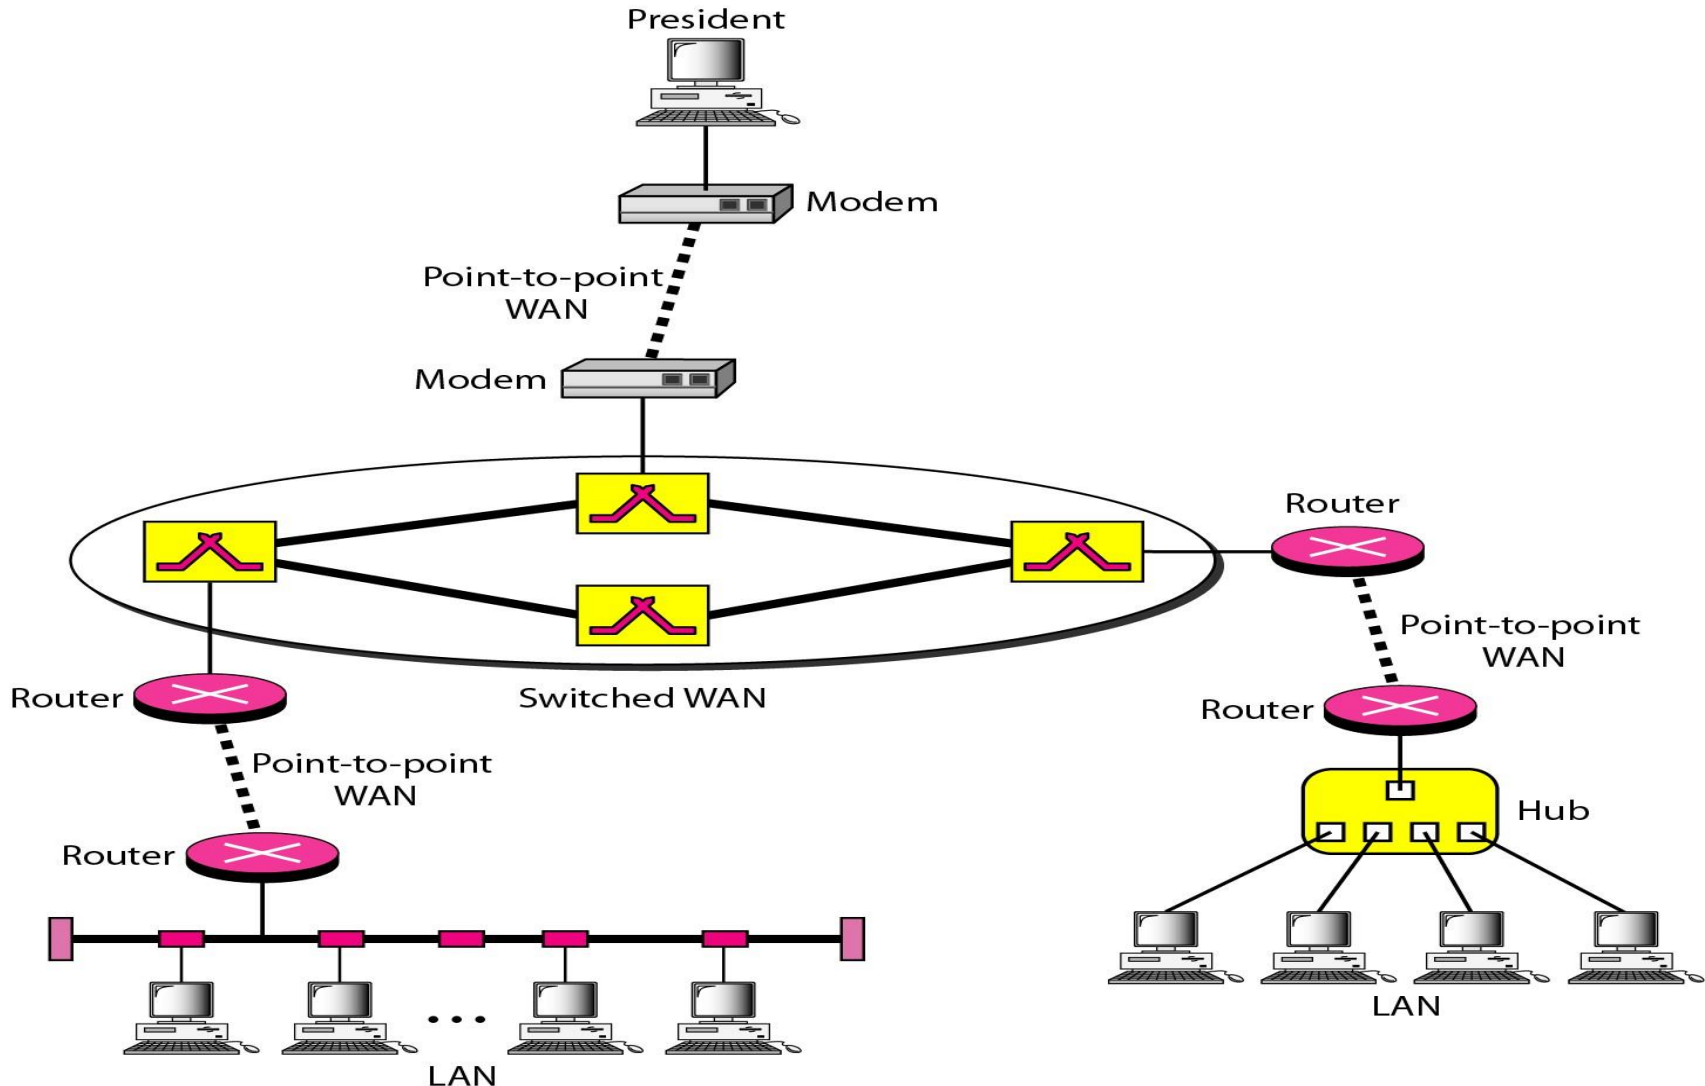 President
Modem
Point-to-point
WAN
Modem
Router
Switched WAN
Router
Point-to-point
WAN
Router
Point-to-point
WAN
Router
Hub
LAN
LAN